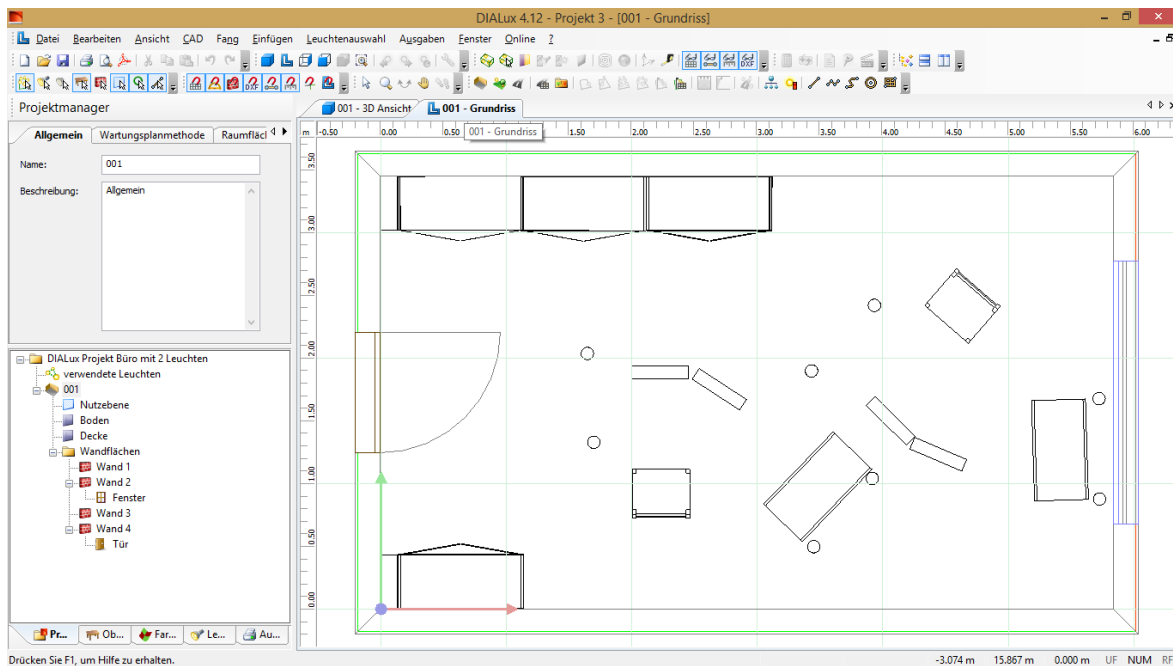 DIALux 4.12 - Projekt 3 - [001 - Grundriss]
Datei Bearbeiten Ansicht CAD Fang Einfügen Leuchtenauswahl Ausgaben Fenster Online ?
Projektmanager
001 - 3D Ansicht 001 - Grundriss
Allgemein Wartungsplanmethode Raumfläcl
m -0.50 0.00 0.50 001 - Grundriss 1.50 2.00 2.50 3.00 3.50 4.00 4.50 5.00 5.50 6.00
Name: 001
Beschreibung: Allgemein
3.50
3.00
2.50
2.00
1.50
1.00
0.50
0.00
DIALux Projekt Büro mit 2 Leuchten
verwendete Leuchten
001
Nutzebene
Boden
Decke
Wandflächen
Wand 1
Wand 2
Fenster
Wand 3
Wand 4
Tür
Pr... Ob... Far... Le... Au...
Drücken Sie F1, um Hilfe zu erhalten. -3.074 m 15.867 m 0.000 m UF NUM RF